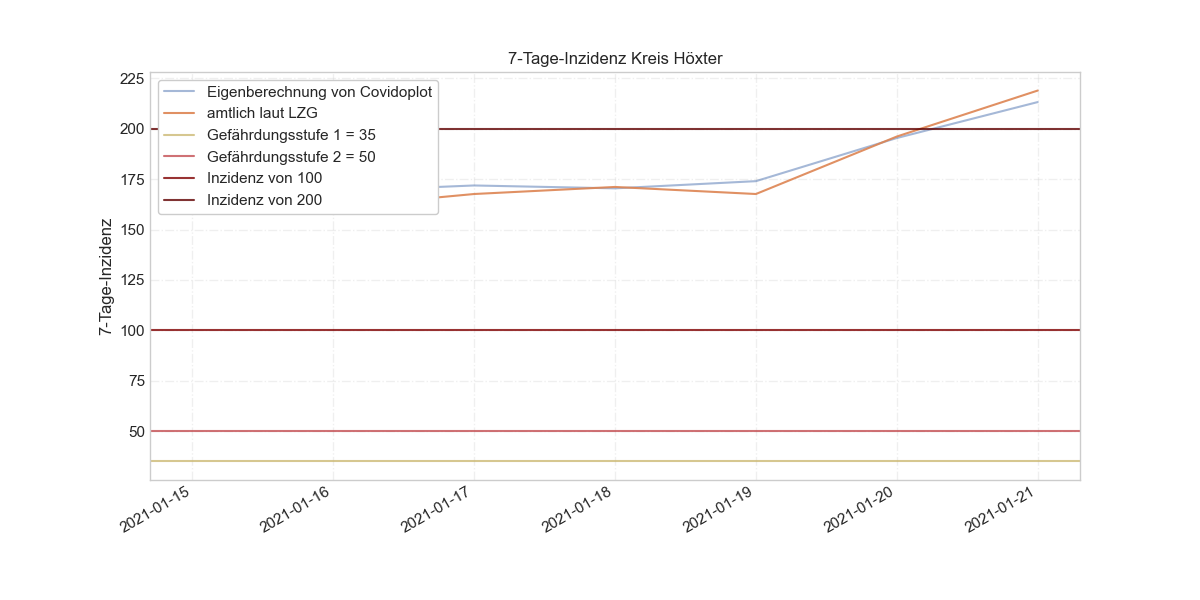 7-Tage-Inzidenz Kreis Höxter
Eigenberechnung von Covidoplot
amtlich laut LZG
Gefährdungsstufe 1 = 35
Gefährdungsstufe 2 = 50
Inzidenz von 100
Inzidenz von 200
7-Tage-Inzidenz
225
200
175
150
125
100
75
50
2021-01-15
2021-01-16
2021-01-17
2021-01-18
2021-01-19
2021-01-20
2021-01-21